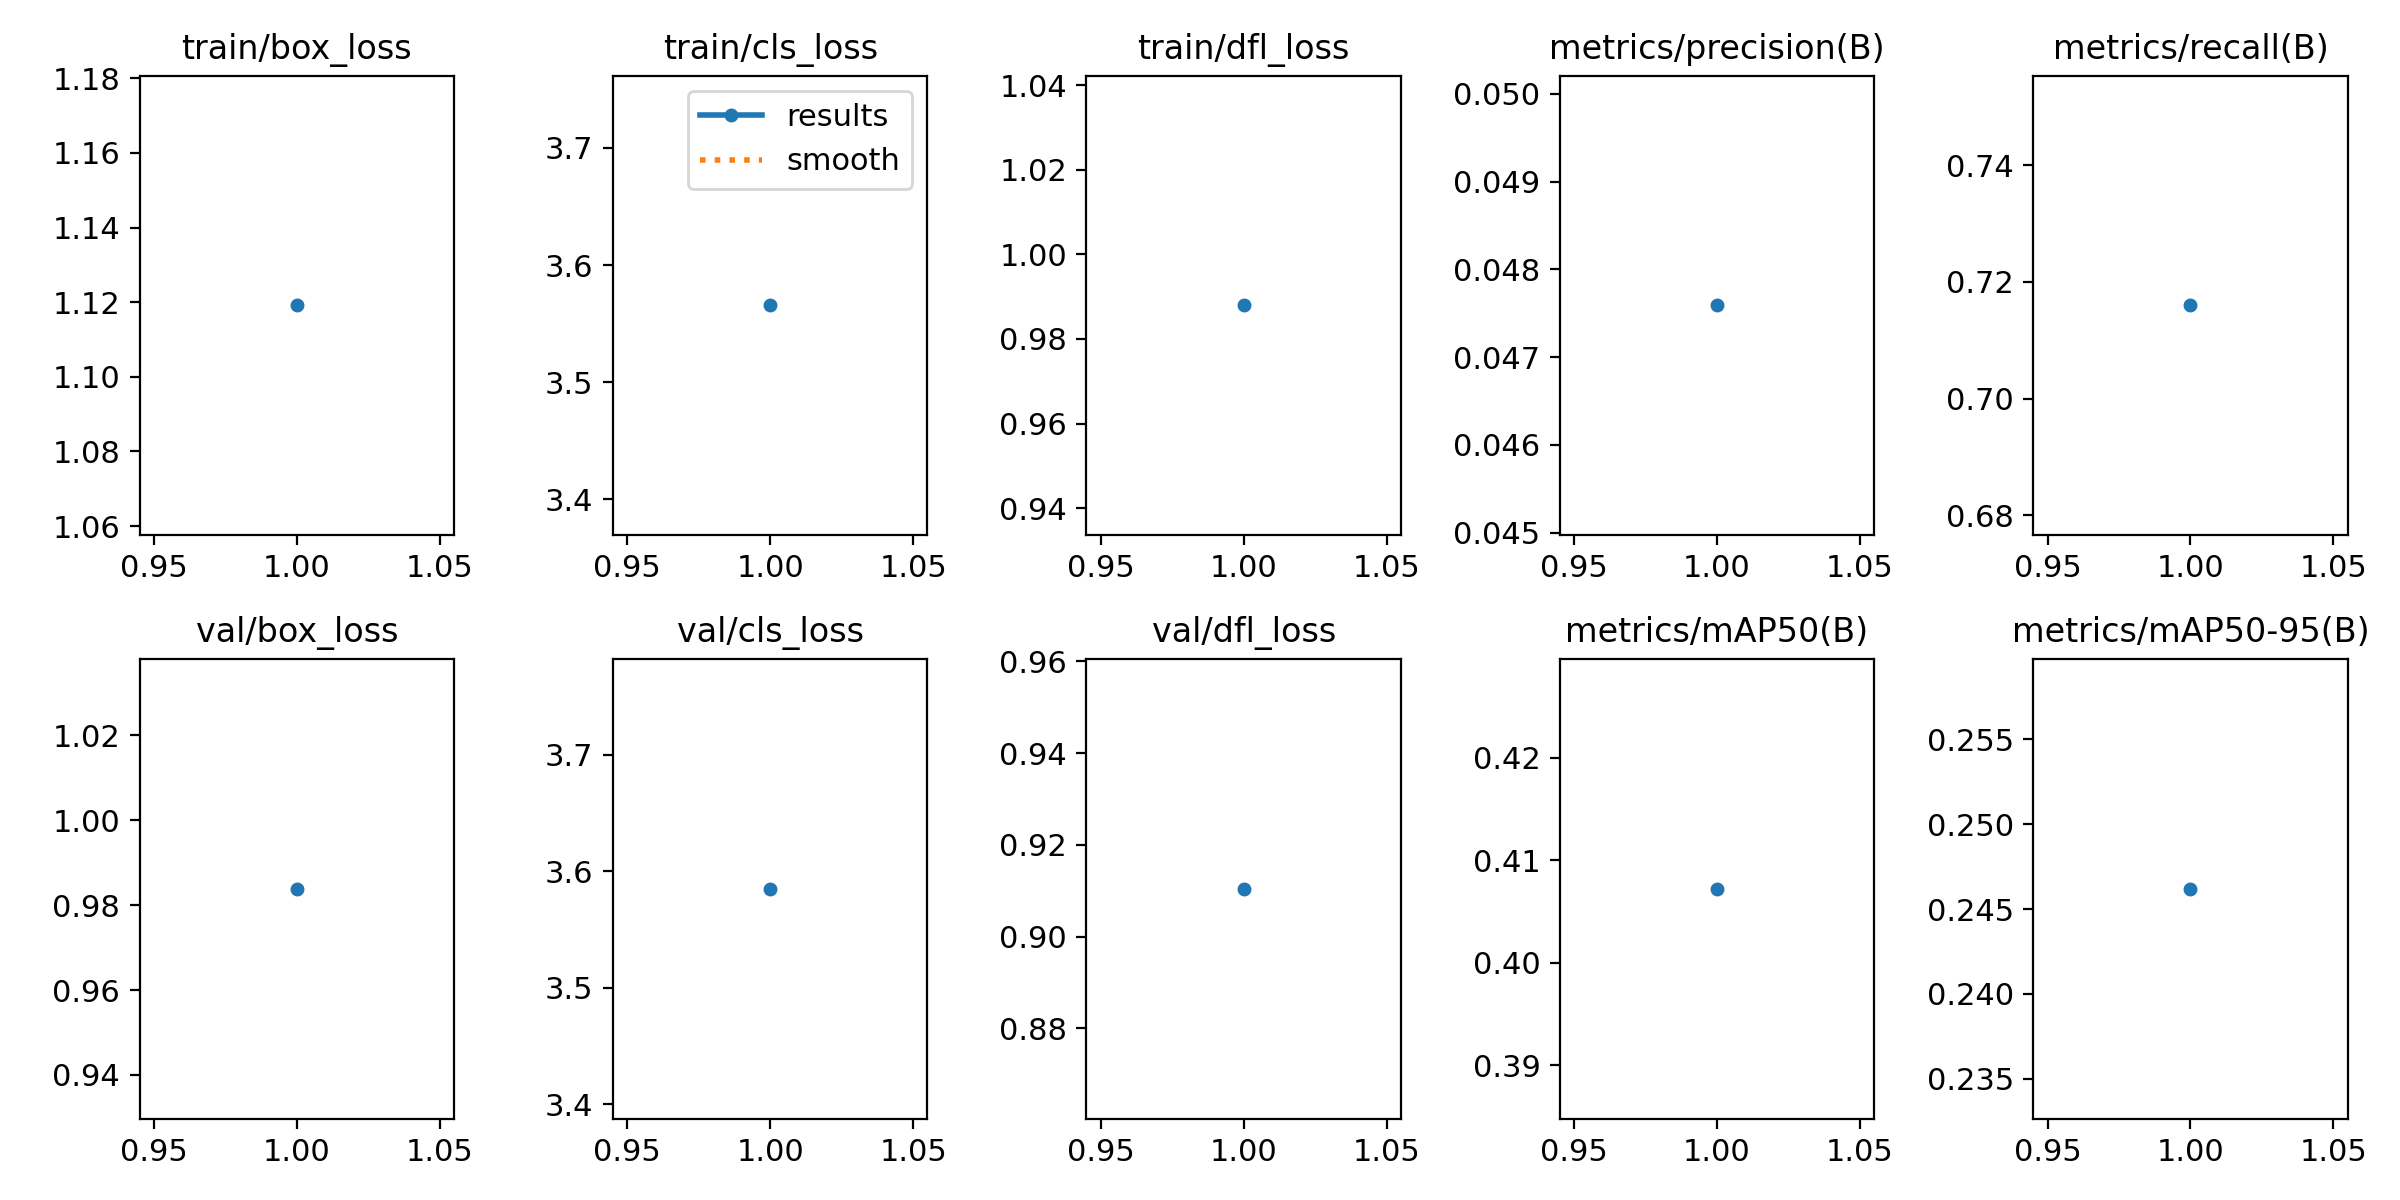 train/box_loss
1.18
1.16
1.14
1.12
1.10
1.08
1.06
0.95 1.00 1.05
train/cls_loss
results
smooth
3.7
3.6
3.5
3.4
0.95 1.00 1.05
train/dfl_loss
1.04
1.02
1.00
0.98
0.96
0.94
0.95 1.00 1.05
metrics/precision(B)
0.050
0.049
0.048
0.047
0.046
0.045
0.95 1.00 1.05
metrics/recall(B)
0.74
0.72
0.70
0.68
0.95 1.00 1.05
val/box_loss
1.02
1.00
0.98
0.96
0.94
0.95 1.00 1.05
val/cls_loss
3.7
3.6
3.5
3.4
0.95 1.00 1.05
val/dfl_loss
0.96
0.94
0.92
0.90
0.88
0.95 1.00 1.05
metrics/mAP50(B)
0.42
0.41
0.40
0.39
0.95 1.00 1.05
metrics/mAP50-95(B)
0.255
0.250
0.245
0.240
0.235
0.95 1.00 1.05